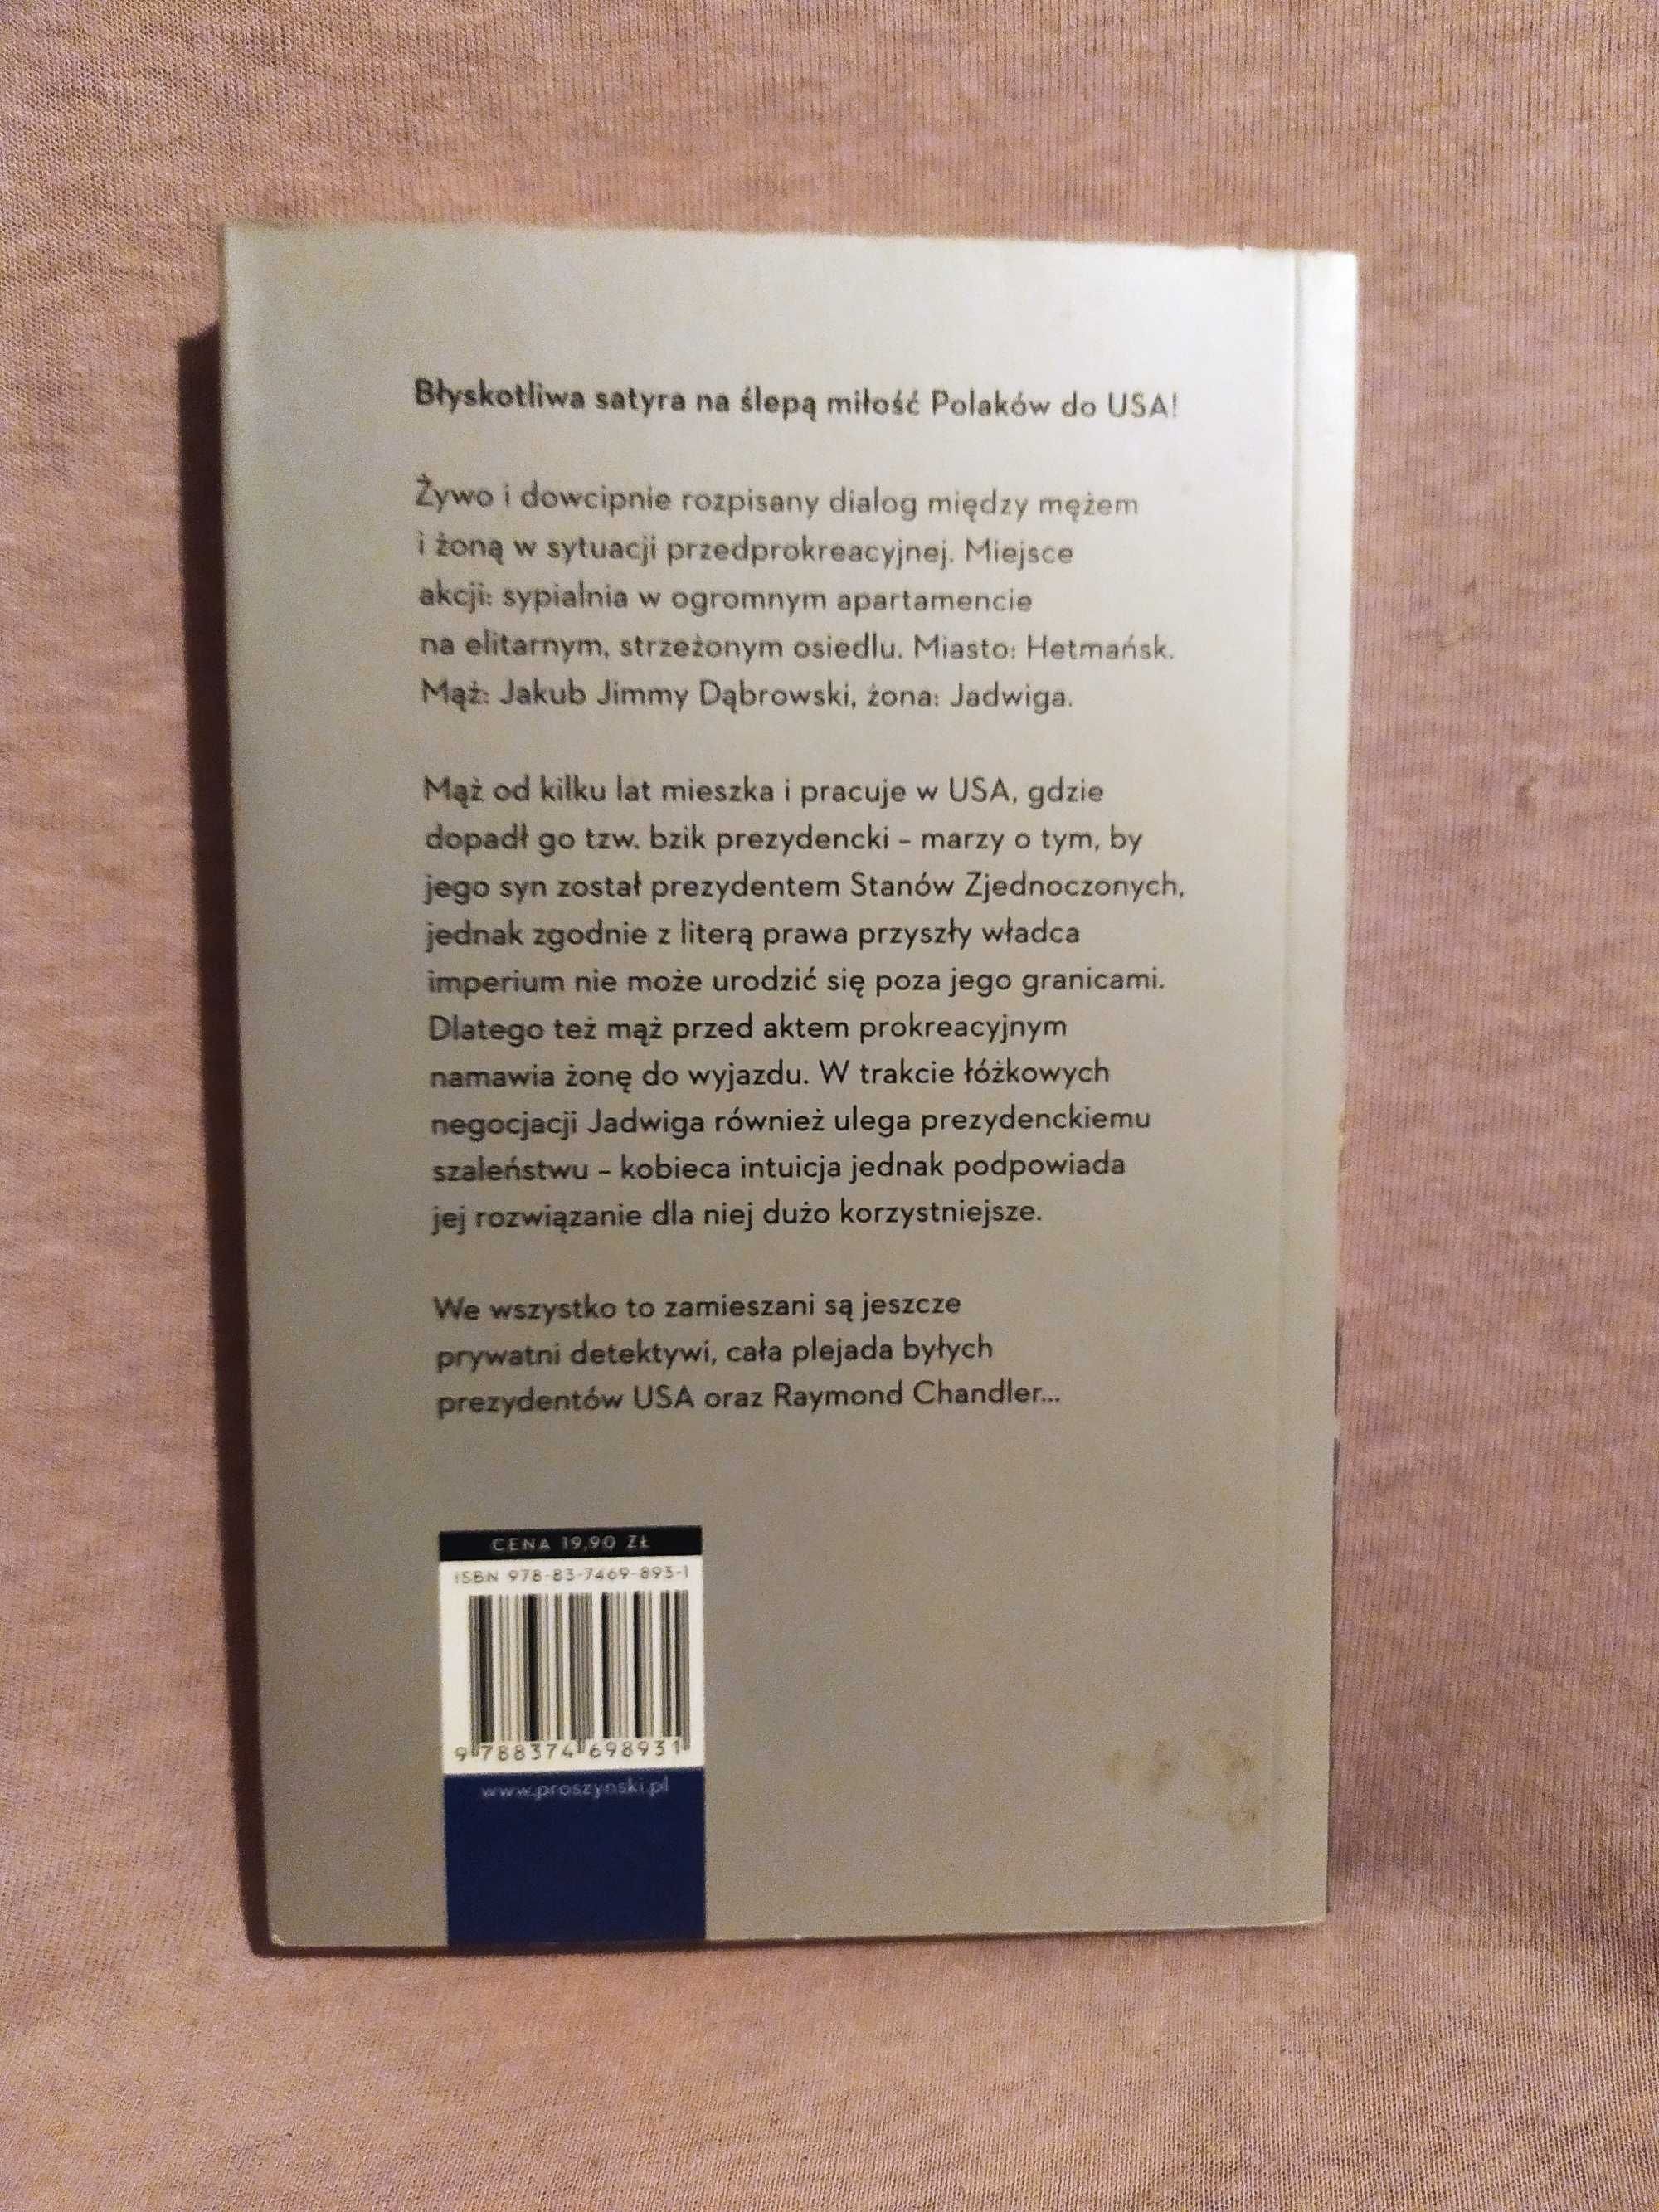 Błyskotliwa satyra na ślepą miłość Polaków do USA!
Żywo i dowcipnie rozpisany dialog między mężem
i żoną w sytuacji przedprokreacyjnej. Miejsce
akcji: sypialnia w ogromnym apartamencie
na elitarnym, strzeżonym osiedlu. Miasto: Hetmańsk.
Mąż: Jakub Jimmy Dąbrowski, żona: Jadwiga.
Mąż od kilku lat mieszka i pracuje w USA, gdzie
dopadł go tzw. bzik prezydencki – marzy o tym, by
jego syn został prezydentem Stanów Zjednoczonych,
jednak zgodnie z literą prawa przyszły władca
imperium nie może urodzić się poza jego granicami.
Dlatego też mąż przed aktem prokreacyjnym
namawia żonę do wyjazdu. W trakcie łóżkowych
negocjacji Jadwiga również ulega prezydenckiemu
szaleństwu – kobieca intuicja jednak podpowiada
jej rozwiązanie dla niej dużo korzystniejsze.
We wszystko to zamieszani są jeszcze
prywatni detektywi, cała plejada byłych
prezydentów USA oraz Raymond Chandler...
CENA 19,90 ZŁ
ISBN 978-83-7469-893-1
9 788374 698931
www.proszynski.pl